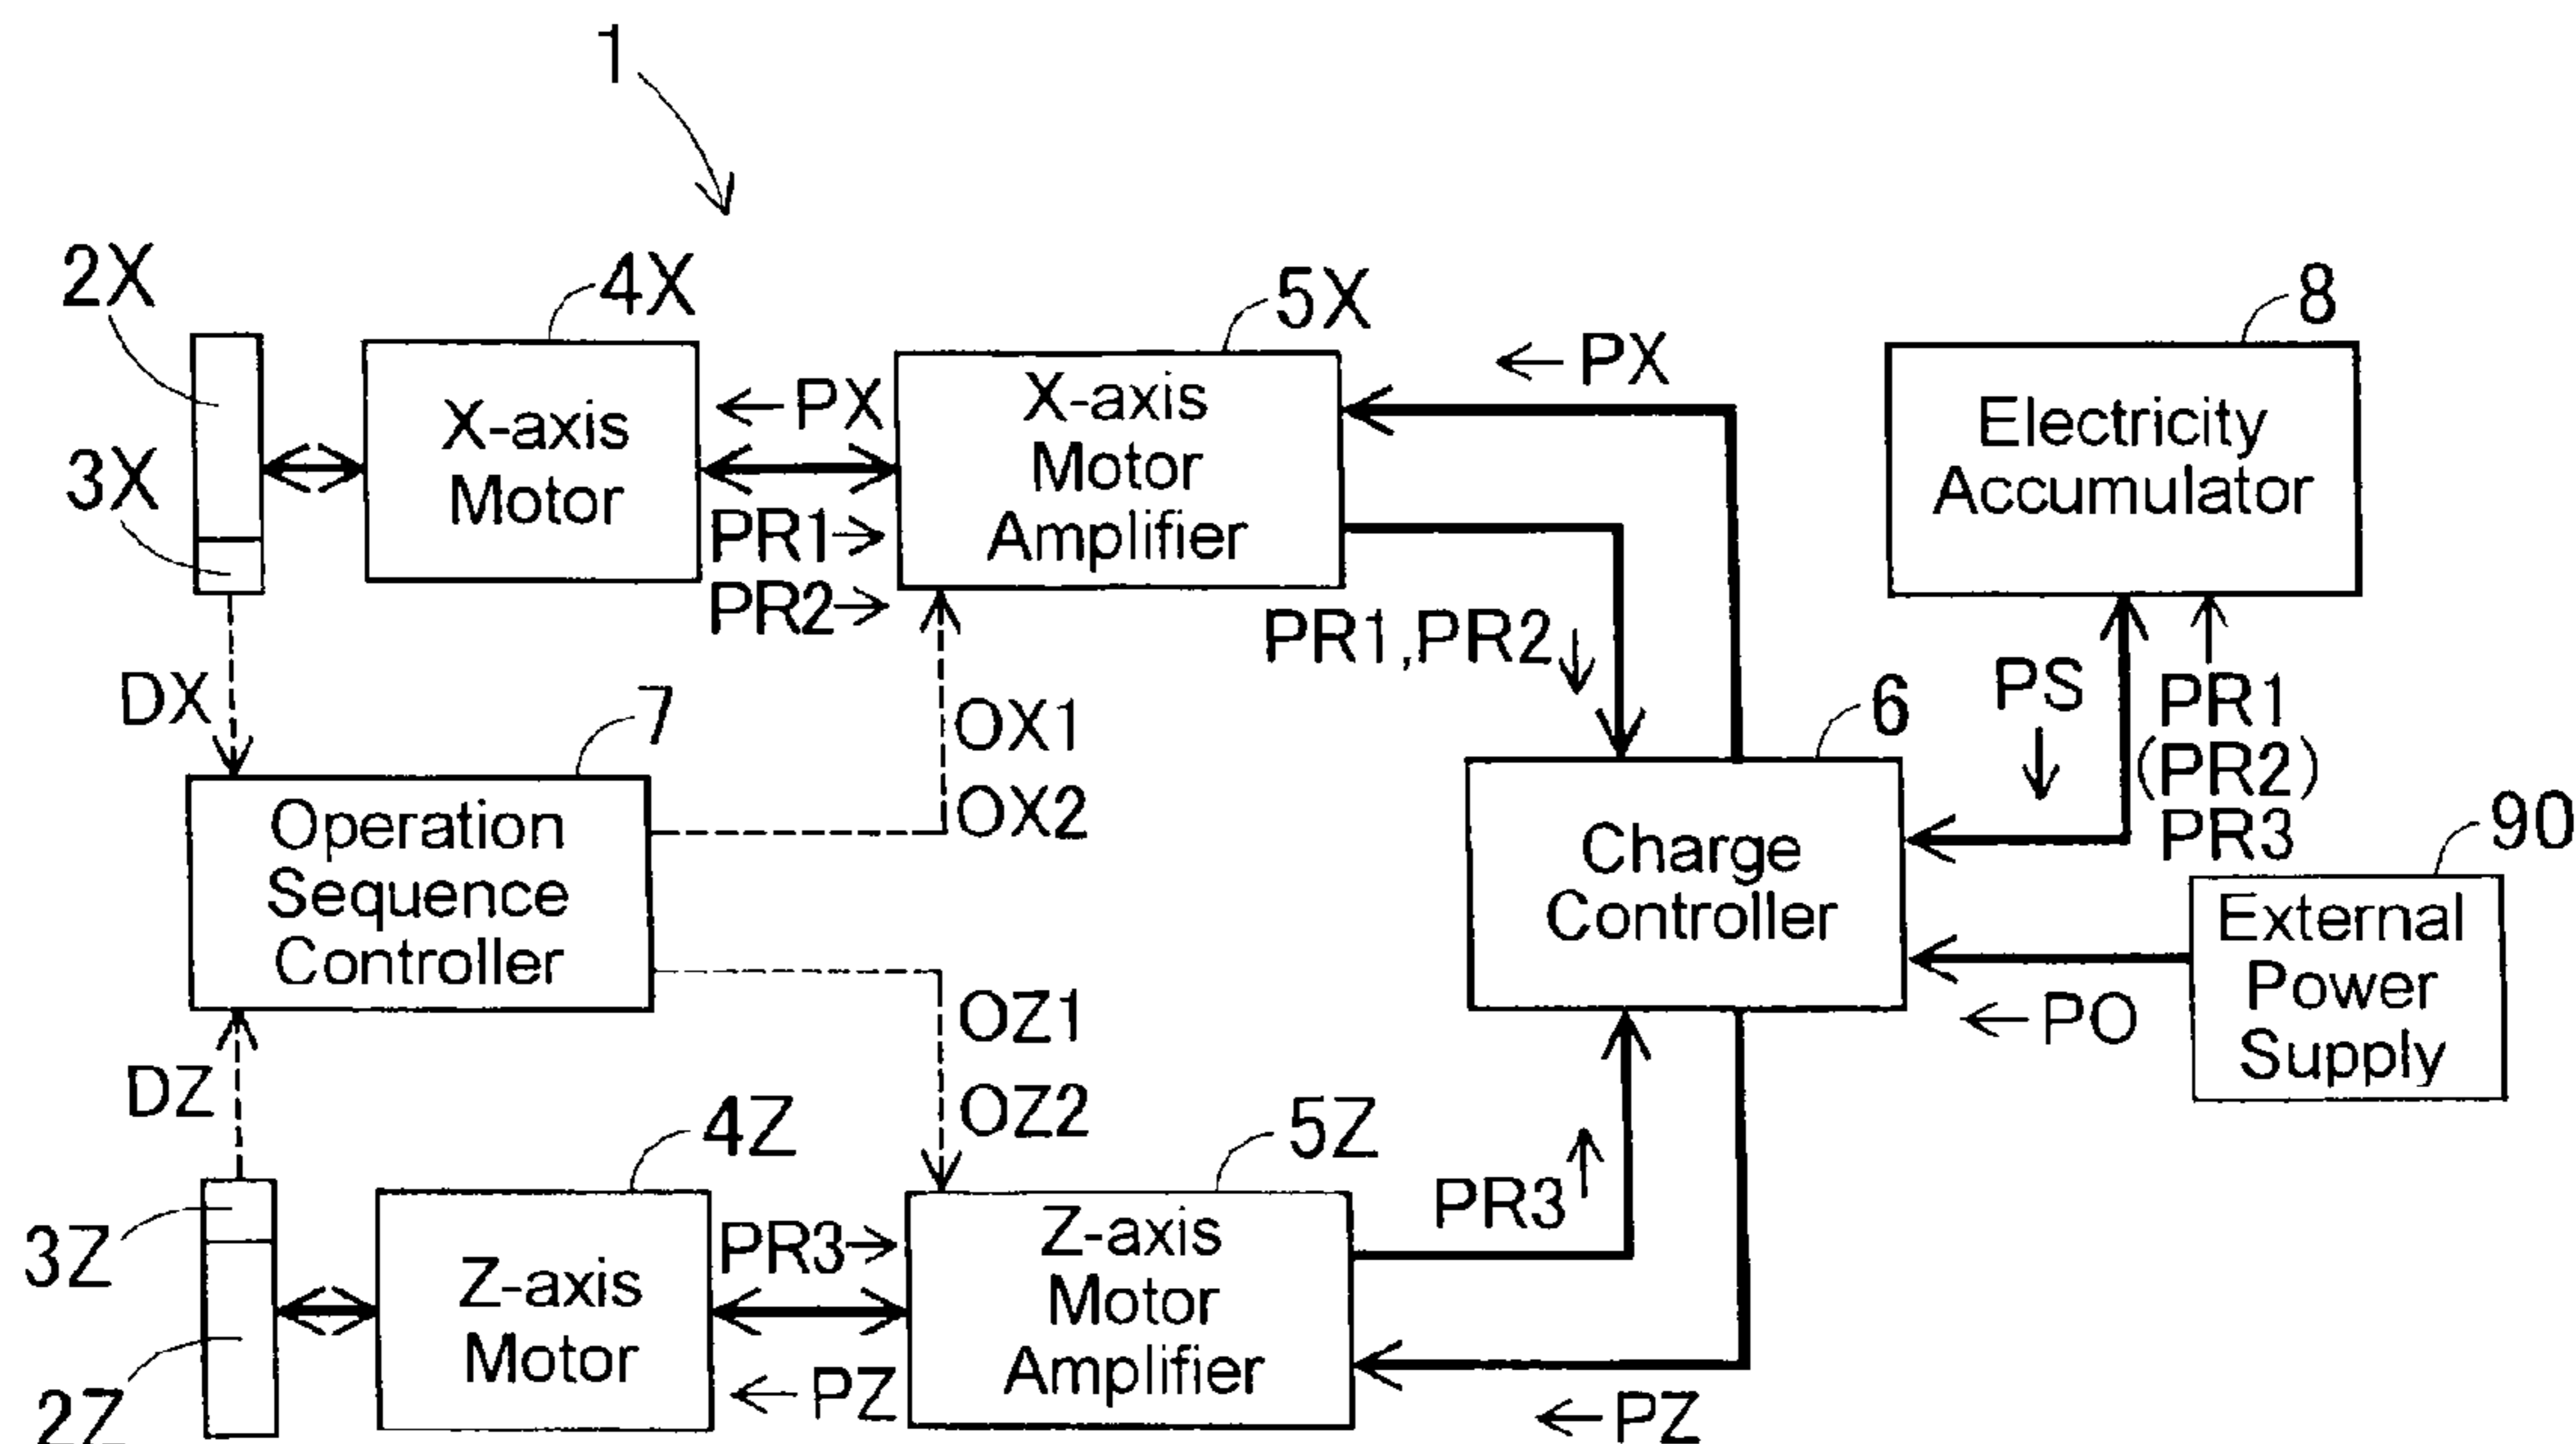 1
2X
3X
4X
X-axis
Motor
←PX
PR1→
PR2→
5X
X-axis
Motor
Amplifier
←PX
PR1,PR2↓
8
Electricity
Accumulator
PS
↓
↑
PR1
(PR2)
PR3
DX
7
Operation
Sequence
Controller
OX1
OX2
OZ1
OZ2
6
Charge
Controller
90
External
Power
Supply
←PO
DZ
3Z
2Z
4Z
Z-axis
Motor
PR3→
←PZ
5Z
Z-axis
Motor
Amplifier
PR3↑
←PZ